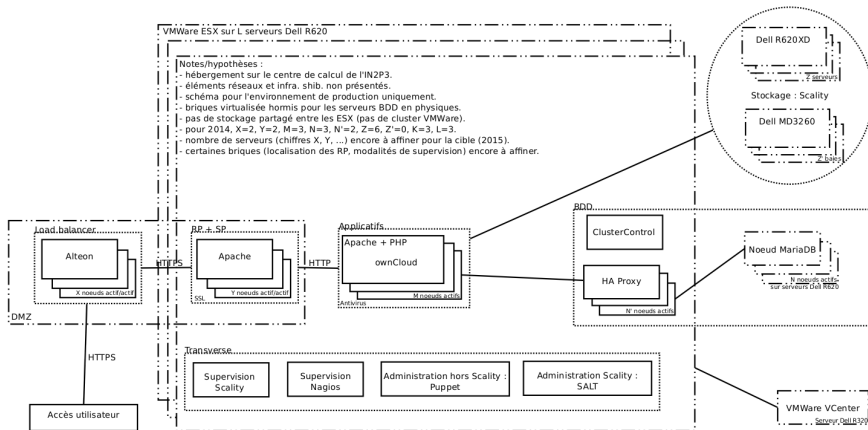 VMWare ESX sur L serveurs Dell R620
Notes/hypothèses :
- hébergement sur le centre de calcul de l'IN2P3.
- éléments réseaux et infra. shib. non présentés.
- schéma pour l'environnement de production uniquement.
- briques virtualisée hormis pour les serveurs BDD en physiques.
- pas de stockage partagé entre les ESX (pas de cluster VMWare).
- pour 2014, X=2, Y=2, M=3, N=3, N'=2, Z=6, Z'=0, K=3, L=3.
- nombre de serveurs (chiffres X, Y, ...) encore à affiner pour la cible (2015).
- certaines briques (localisation des RP, modalités de supervision) encore à affiner.
Dell R620XD
Z serveurs
Stockage : Scality
Dell MD3260
Z' baies
Load balancer
Alteon
X noeuds actif/actif
DMZ
HTTPS
RP + SP
Apache
Y noeuds actif/actif
SSL
HTTP
Applicatifs
Apache + PHP
ownCloud
M noeuds actifs
Antivirus
BDD
ClusterControl
HA Proxy
N' noeuds actifs
Noeud MariaDB
N noeuds actifs
sur serveurs Dell R620
HTTPS
Accès utilisateur
Transverse
Supervision
Scality
Supervision
Nagios
Administration hors Scality :
Puppet
Administration Scality :
SALT
VMWare VCenter
Serveur Dell R320